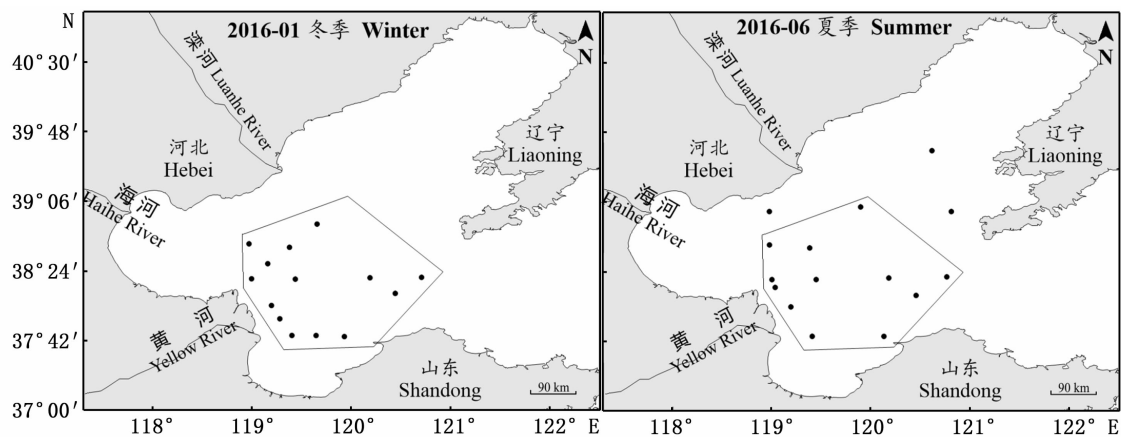 N
2016-01 冬季 Winter
N
40°30′
39°48′
39°06′
38°24′
37°42′
37°00′
滦河 Luanhe River
河北
Hebei
海河
Haihe River
黄河
Yellow River
辽宁
Liaoning
山东
Shandong
90 km
118° 119° 120° 121° 122° E
2016-06 夏季 Summer
N
滦河 Luanhe River
河北
Hebei
海河
Haihe River
黄河
Yellow River
辽宁
Liaoning
山东
Shandong
90 km
118° 119° 120° 121° 122° E